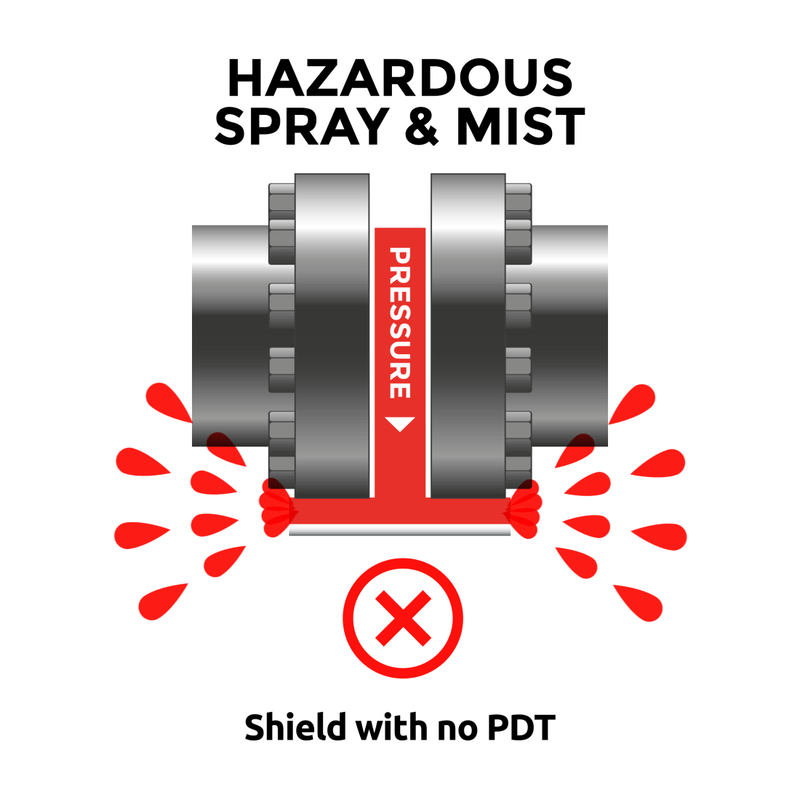 HAZARDOUS
SPRAY & MIST
PRESSURE
Shield with no PDT